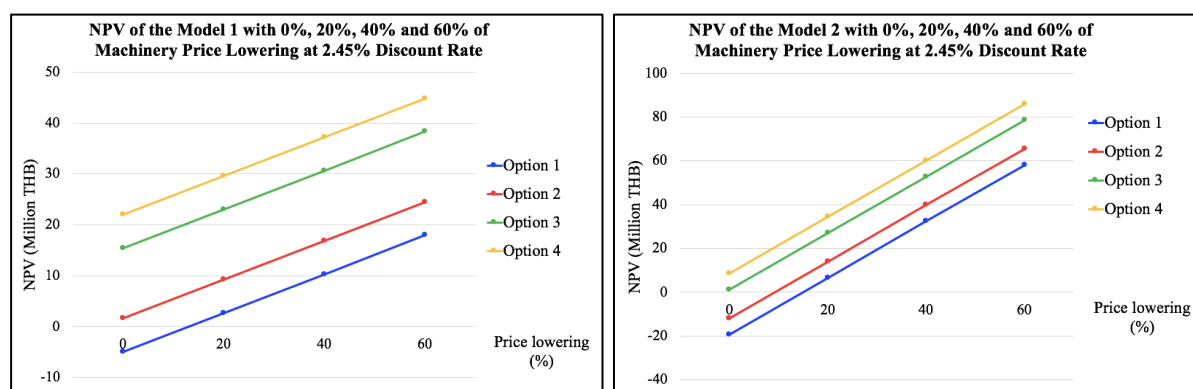 NPV of the Model 1 with 0%, 20%, 40% and 60% of
Machinery Price Lowering at 2.45% Discount Rate
50
40
30
20
10
0
-10
NPV (Million THB)
0 20 40 60
Price lowering
(%)
Option 1
Option 2
Option 3
Option 4
NPV of the Model 2 with 0%, 20%, 40% and 60% of
Machinery Price Lowering at 2.45% Discount Rate
100
80
60
40
20
0
-20
-40
NPV (Million THB)
0 20 40 60
Price lowering
(%)
Option 1
Option 2
Option 3
Option 4